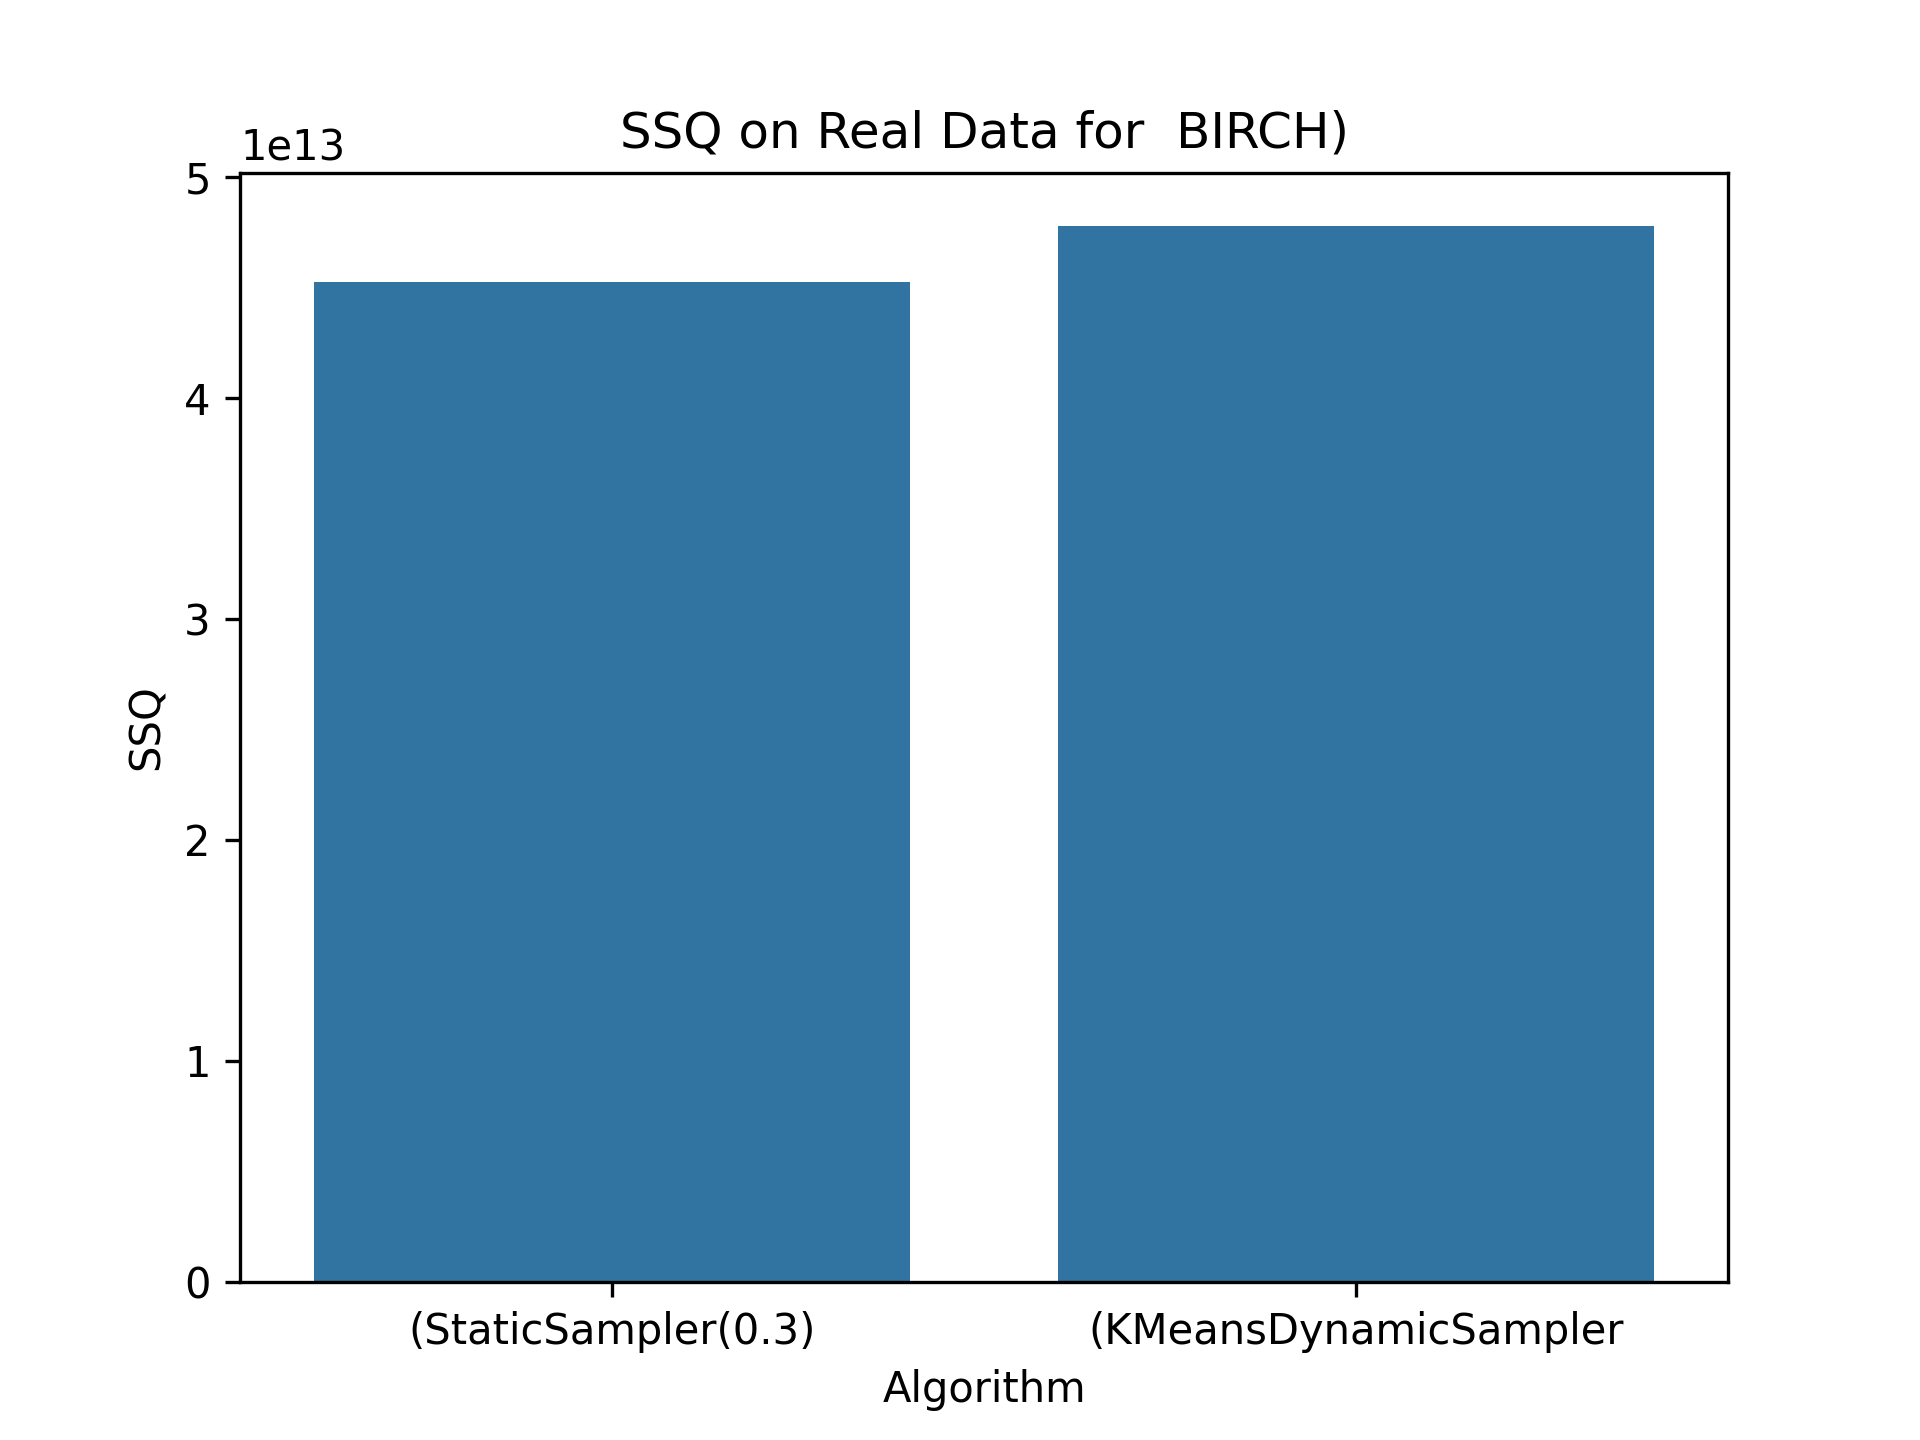 SSQ on Real Data for  BIRCH)
1e13
5
4
3
2
1
0
SSQ
(StaticSampler(0.3)
(KMeansDynamicSampler
Algorithm